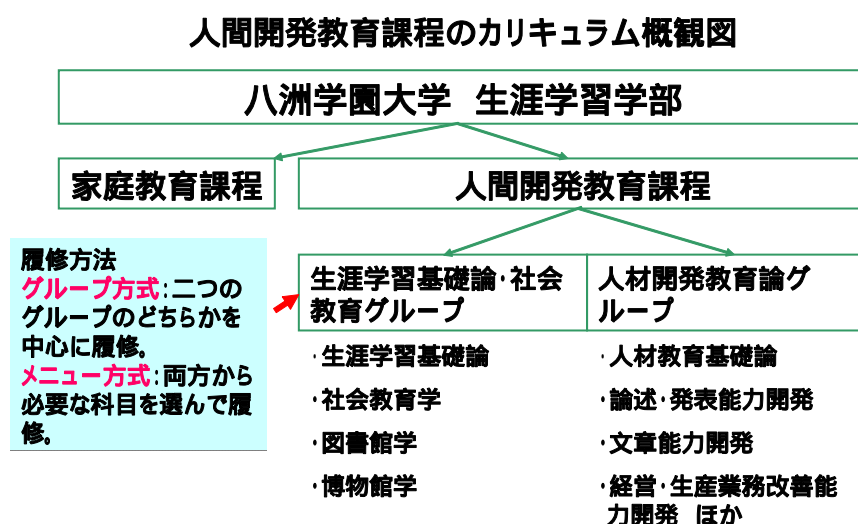 人間開発教育課程のカリキュラム概観図
八洲学園大学　生涯学習学部
家庭教育課程
人間開発教育課程
履修方法
グループ方式：二つの
グループのどちらかを
中心に履修。
メニュー方式：両方から
必要な科目を選んで履
修。
生涯学習基礎論・社会
教育グループ
・生涯学習基礎論
・社会教育学
・図書館学
・博物館学
人材開発教育論グ
ループ
・人材教育基礎論
・論述・発表能力開発
・文章能力開発
・経営・生産業務改善能
力開発　ほか